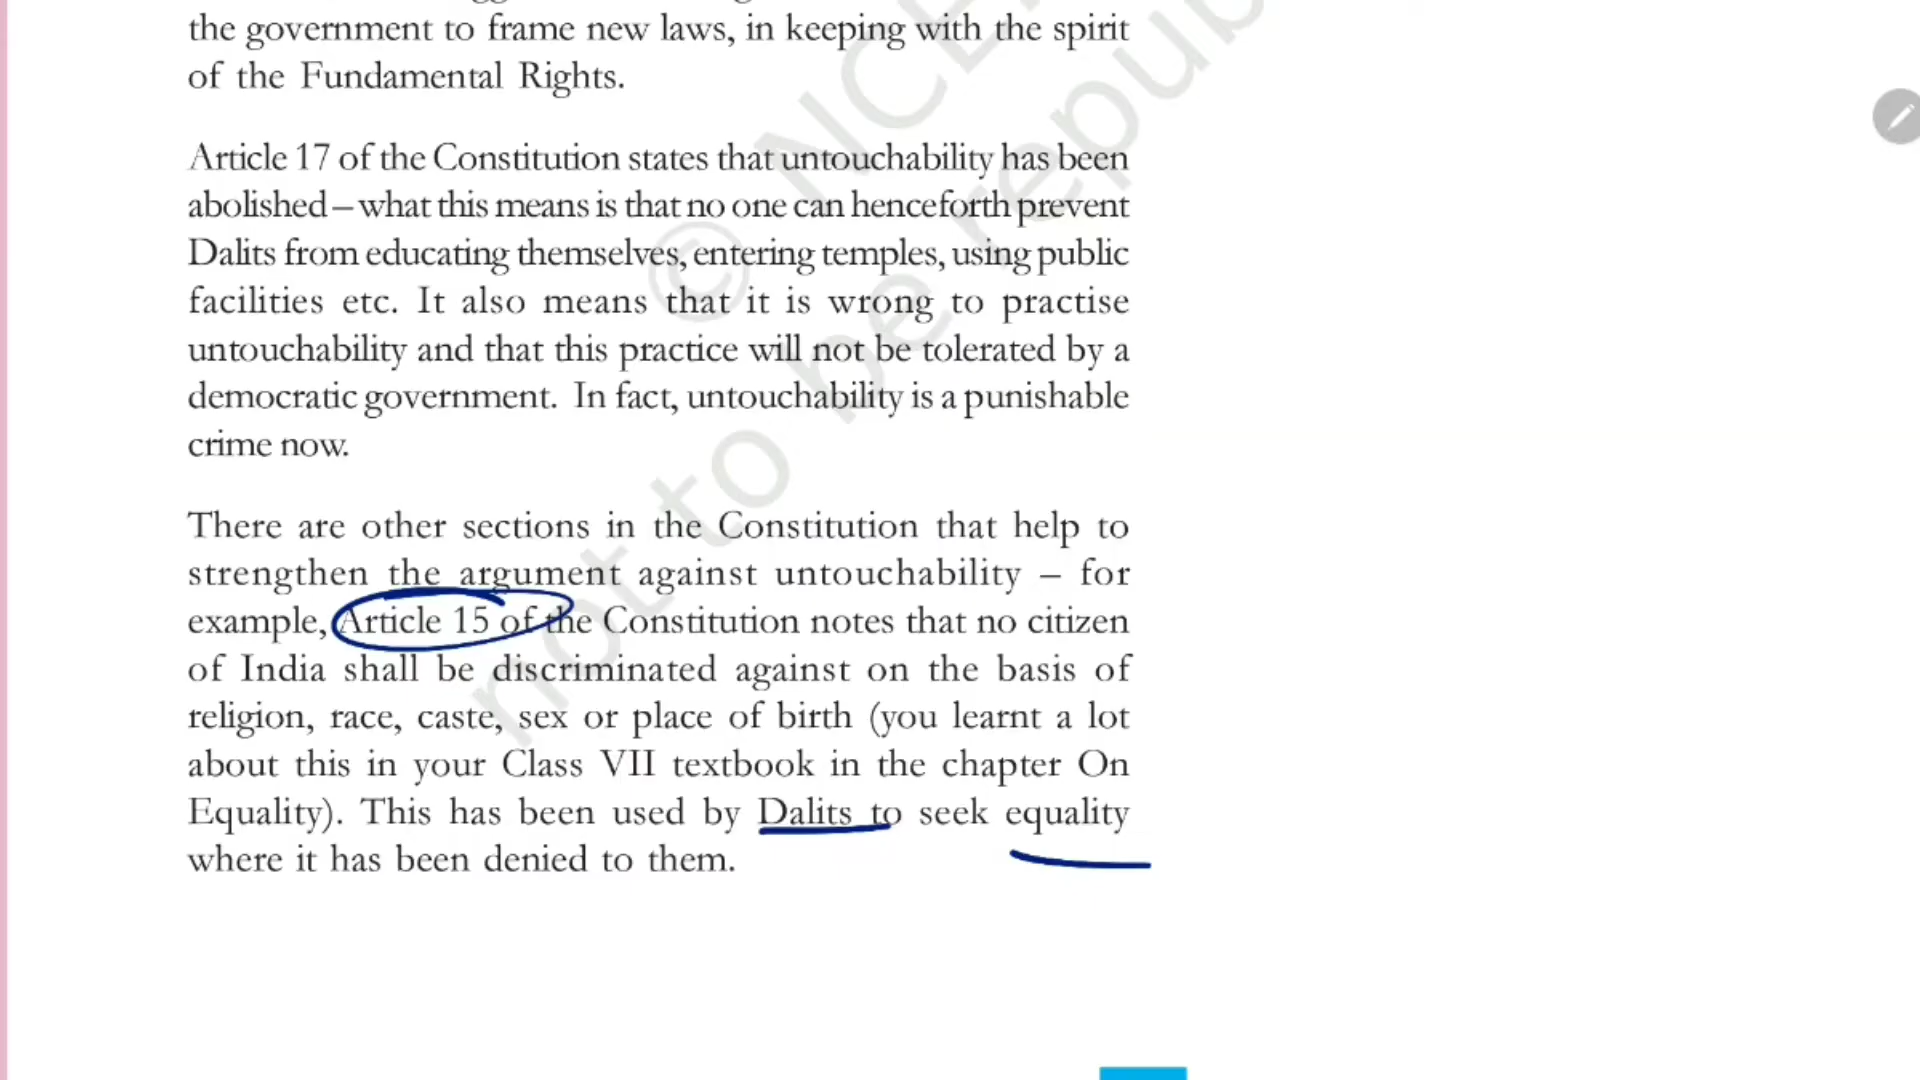 the government to frame new laws, in keeping with the spirit
of the Fundamental Rights.
Article 17 of the Constitution states that untouchability has been
abolished – what this means is that no one can henceforth prevent
Dalits from educating themselves, entering temples, using public
facilities etc. It also means that it is wrong to practise
untouchability and that this practice will not be tolerated by a
democratic government. In fact, untouchability is a punishable
crime now.
There are other sections in the Constitution that help to
strengthen the argument against untouchability – for
example, Article 15 of the Constitution notes that no citizen
of India shall be discriminated against on the basis of
religion, race, caste, sex or place of birth (you learnt a lot
about this in your Class VII textbook in the chapter On
Equality). This has been used by Dalits to seek equality
where it has been denied to them.
© NCE
not to be repub